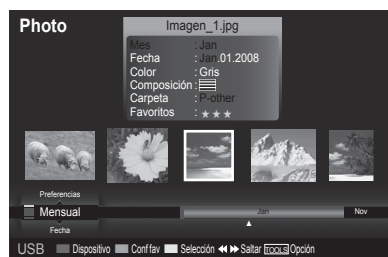 Photo
Imagen_1.jpg
Mes : Jan
Fecha : Jan.01.2008
Color : Gris
Composición :
Carpeta : P-other
Favoritos : ★★★
Preferencias
Mensual
Jan
Nov
Fecha
USB Dispositivo Conf fav Selección ◄◄ ►► Saltar TOOLS Opción